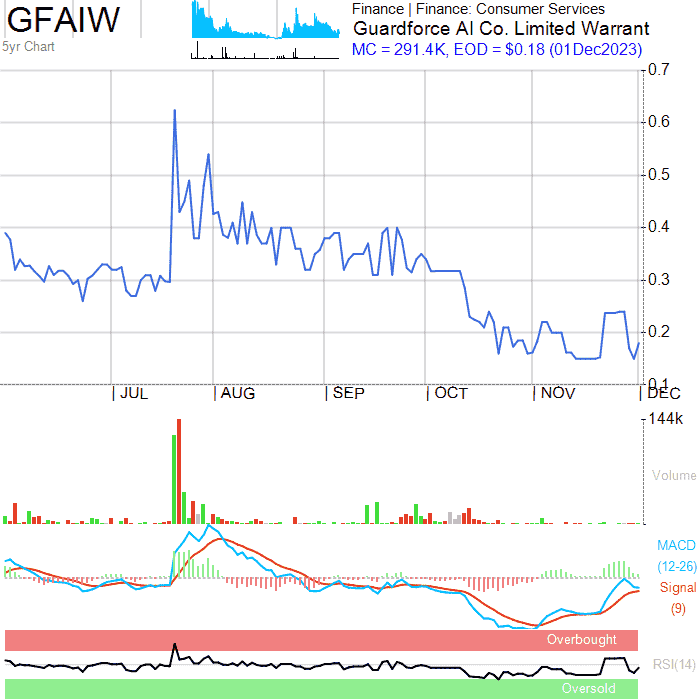 GFAIW
5yr Chart
Finance | Finance: Consumer Services
Guardforce AI Co. Limited Warrant
MC = 291.4K, EOD = $0.18 (01Dec2023)
0.7
0.6
0.5
0.4
0.3
0.2
0.1
JUL AUG SEP OCT NOV DEC
144k
Volume
MACD
(12-26)
Signal
(9)
Overbought
RSI(14)
Oversold